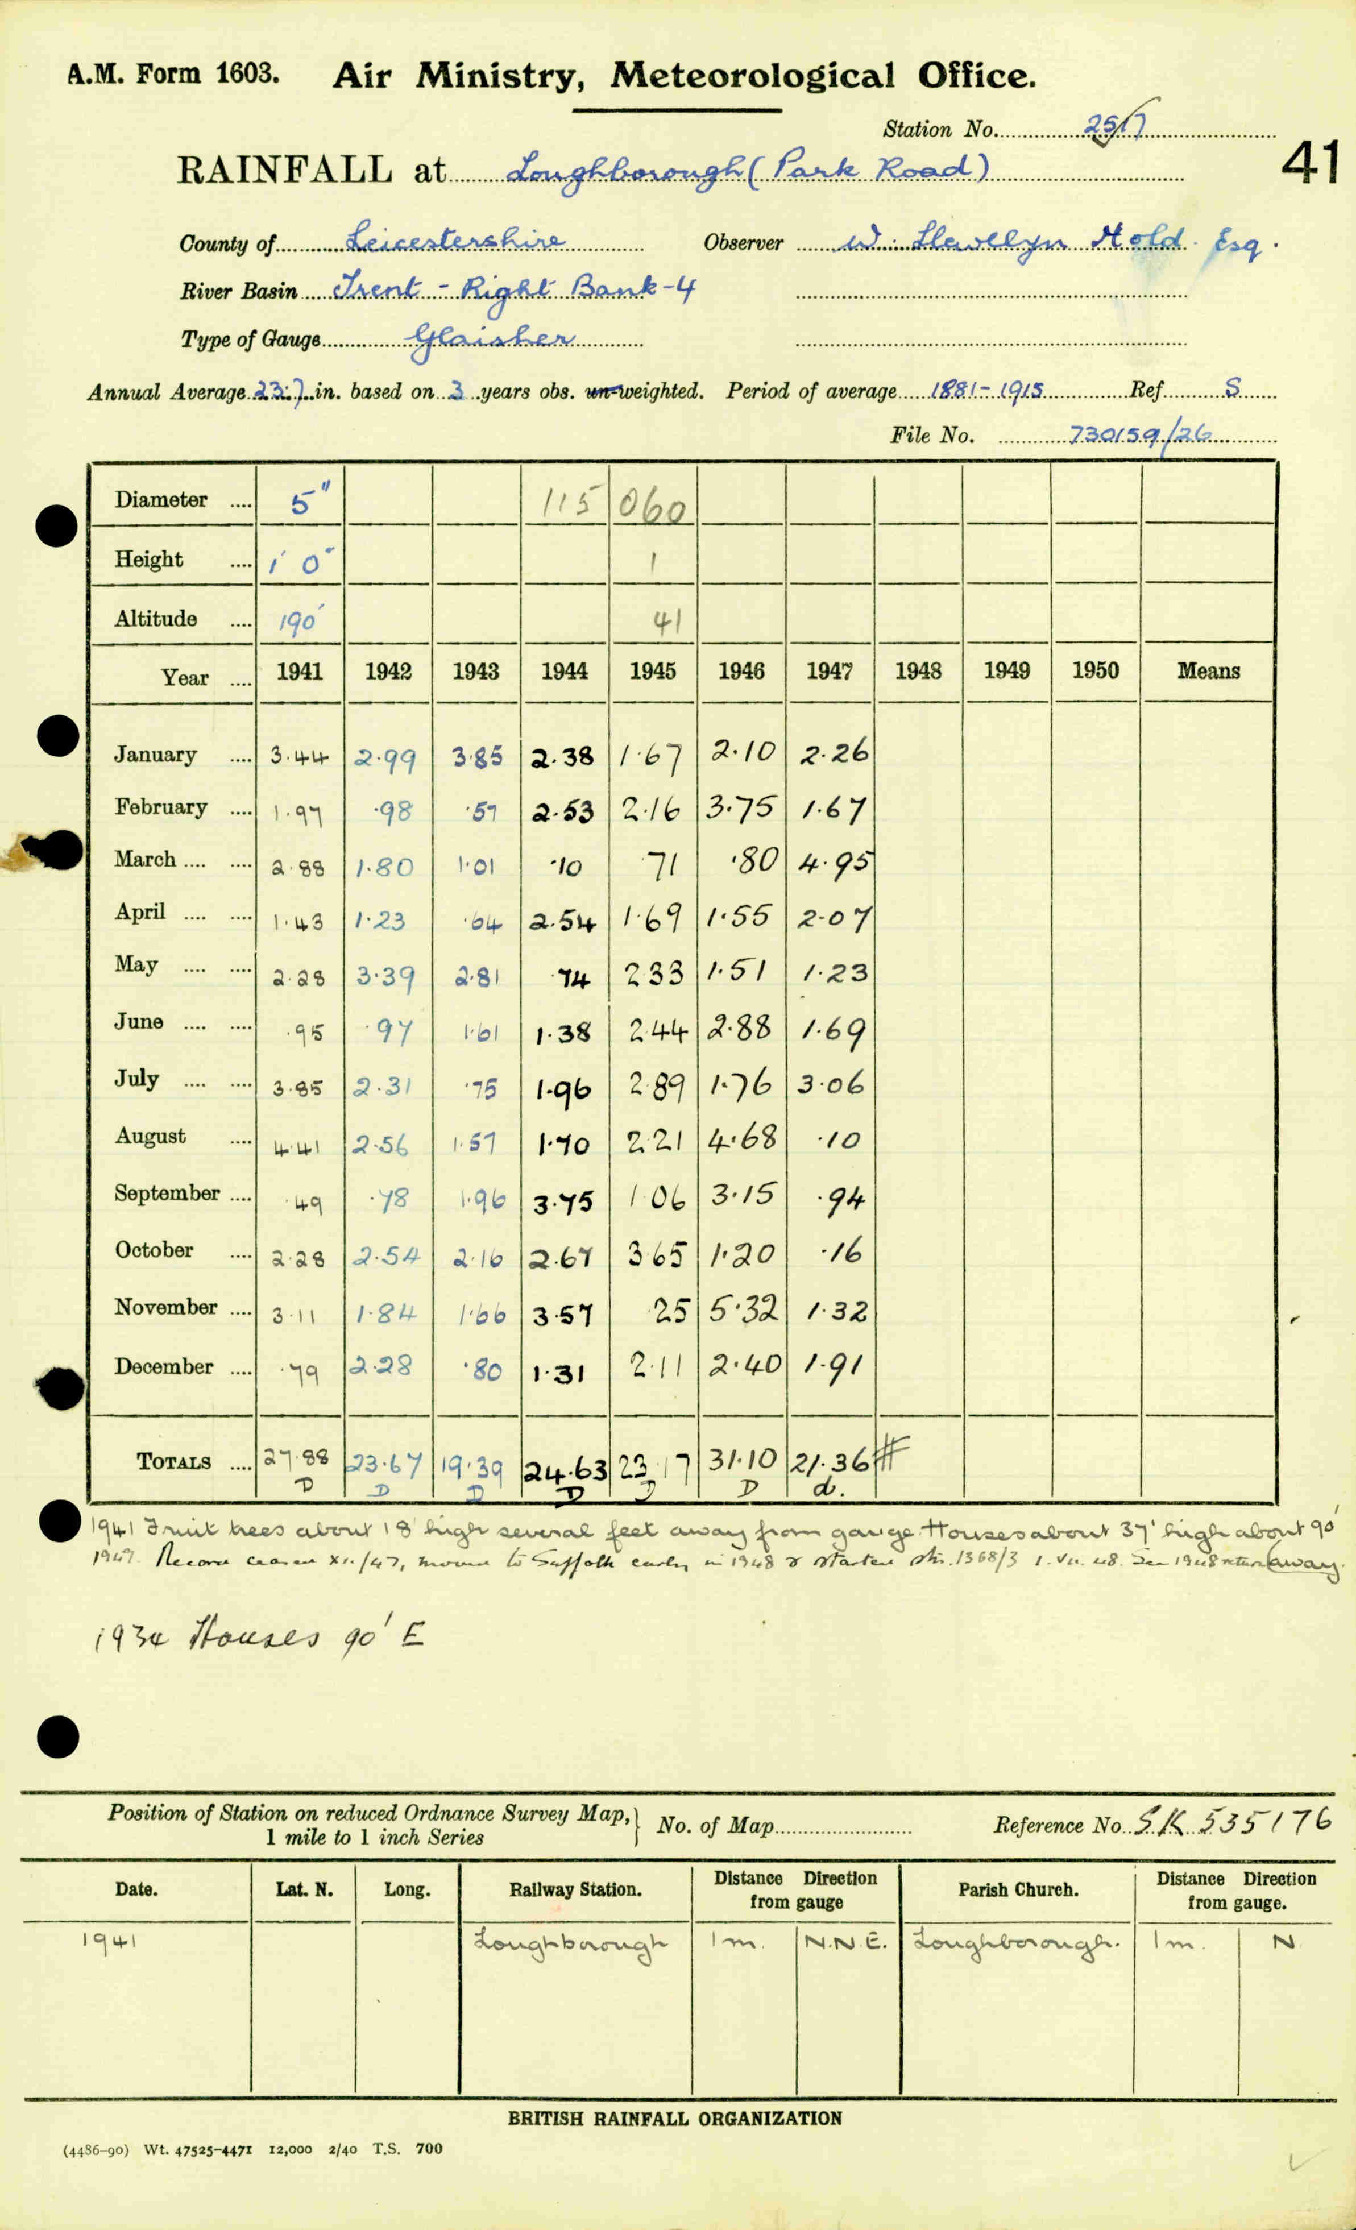 A.M. Form 1603. Air Ministry, Meteorological Office.
Station No. 2517
RAINFALL at Loughborough (Park Road)
41
County of Leicestershire Observer W. Llewellyn Hold. Esq.
River Basin Trent - Right Bank - 4
Type of Gauge Glaisher
Annual Average 23.7 in. based on 3 years obs. un-weighted. Period of average 1881-1915 Ref. S
File No. 730159/26
Diameter .... 5" 115 060
Height .... 1' 0" 1
Altitude .... 190' 41
Year .... 1941 1942 1943 1944 1945 1946 1947 1948 1949 1950 Means
January .... 3.44 2.99 3.85 2.38 1.67 2.10 2.26
February .... 1.97 .98 .57 2.53 2.16 3.75 1.67
March .... .... 2.88 1.80 1.01 .10 .71 .80 4.95
April .... .... 1.43 1.23 .64 2.54 1.69 1.55 2.07
May .... .... 2.28 3.39 2.81 .74 2.33 1.51 1.23
June .... .... .95 .97 1.61 1.38 2.44 2.88 1.69
July .... .... 3.85 2.31 .75 1.96 2.89 1.76 3.06
August .... 4.41 2.56 1.57 1.70 2.21 4.68 .10
September .... .49 .78 1.96 3.75 1.06 3.15 .94
October .... 2.28 2.54 2.16 2.67 3.65 1.20 .16
November .... 3.11 1.84 1.66 3.57 25 5.32 1.32
December .... .79 2.28 .80 1.31 2.11 2.40 1.91
TOTALS .... 27.88 23.67 19.39 24.63 23.17 31.10 21.36 #
D D D D D D d.
1941 Fruit trees about 18' high several feet away from gauge. Houses about 37' high about 90'
1947. Record ceased XII/47, moved to Suffolk early in 1948 & started stn. 1368/3 1.VII.48. See 1948 return (away.
1934 Houses 90' E
Position of Station on reduced Ordnance Survey Map,} No. of Map Reference No. SK 535176
1 mile to 1 inch Series
Date. Lat. N. Long. Railway Station. Distance Direction from gauge Parish Church. Distance Direction from gauge.
1941 Loughborough 1 m. N.N.E. Loughborough. 1 m. N
BRITISH RAINFALL ORGANIZATION
(4486-90) Wt. 47525-4471 12,000 2/40 T.S. 700